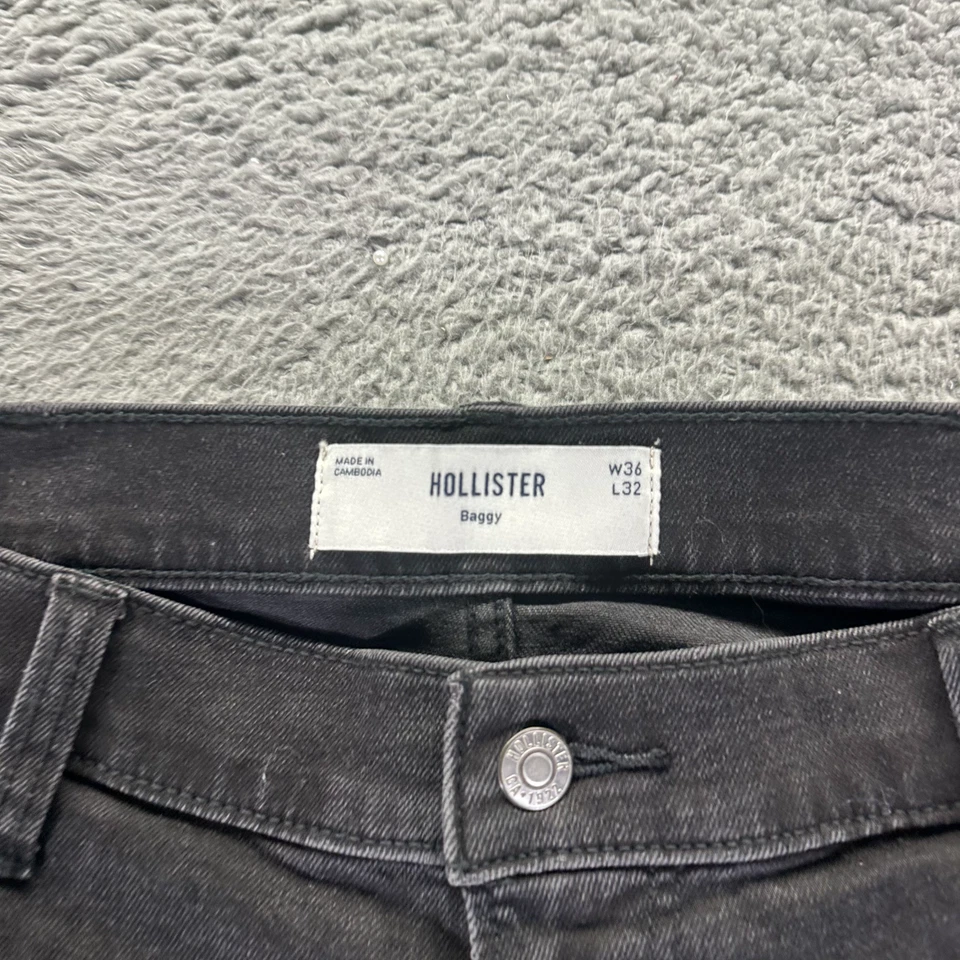 MADE IN
CAMBODIA
HOLLISTER
Baggy
W36
L32
HOLLISTER
CA • 1922